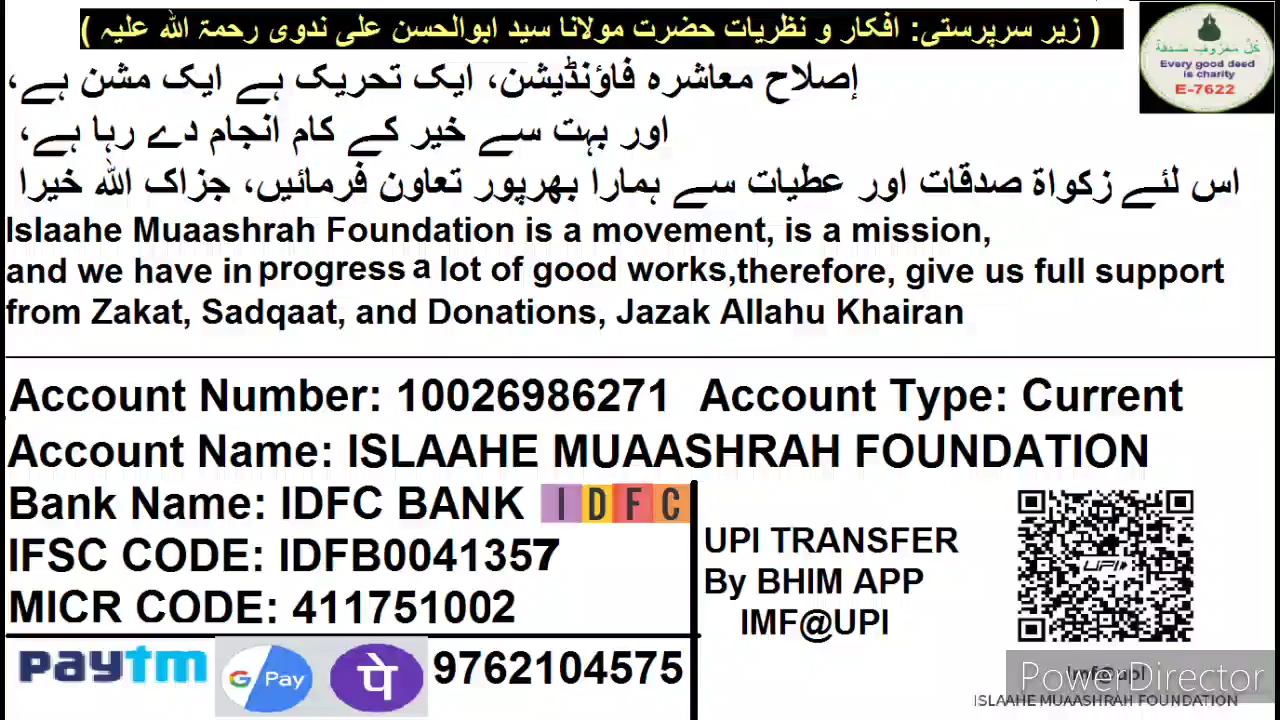 ( زیر سرپرستی: افکار و نظریات حضرت مولانا سید ابوالحسن علی ندوی رحمۃ اللہ علیہ )
كل معروف صدقة
Every good deed
is charity
E-7622
إصلاح معاشرہ فاؤنڈیشن، ایک تحریک ہے ایک مشن ہے،
اور بہت سے خیر کے کام انجام دے رہا ہے،
اس لئے زکواۃ صدقات اور عطیات سے ہمارا بھرپور تعاون فرمائیں، جزاک اللہ خیرا
Islaahe Muaashrah Foundation is a movement, is a mission,
and we have in progress a lot of good works,therefore, give us full support
from Zakat, Sadqaat, and Donations, Jazak Allahu Khairan
Account Number: 10026986271 Account Type: Current
Account Name: ISLAAHE MUAASHRAH FOUNDATION
Bank Name: IDFC BANK IDFC
IFSC CODE: IDFB0041357
MICR CODE: 411751002
paytm G Pay पे 9762104575
UPI TRANSFER
By BHIM APP
IMF@UPI
UPI
imf@upi
PowerDirector
ISLAAHE MUAASHRAH FOUNDATION